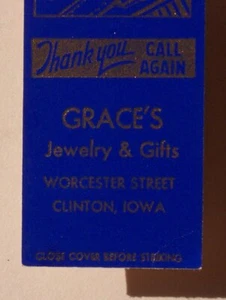 Thank you CALL
AGAIN
GRACE'S
Jewelry & Gifts
WORCESTER STREET
CLINTON, IOWA
CLOSE COVER BEFORE STRIKING